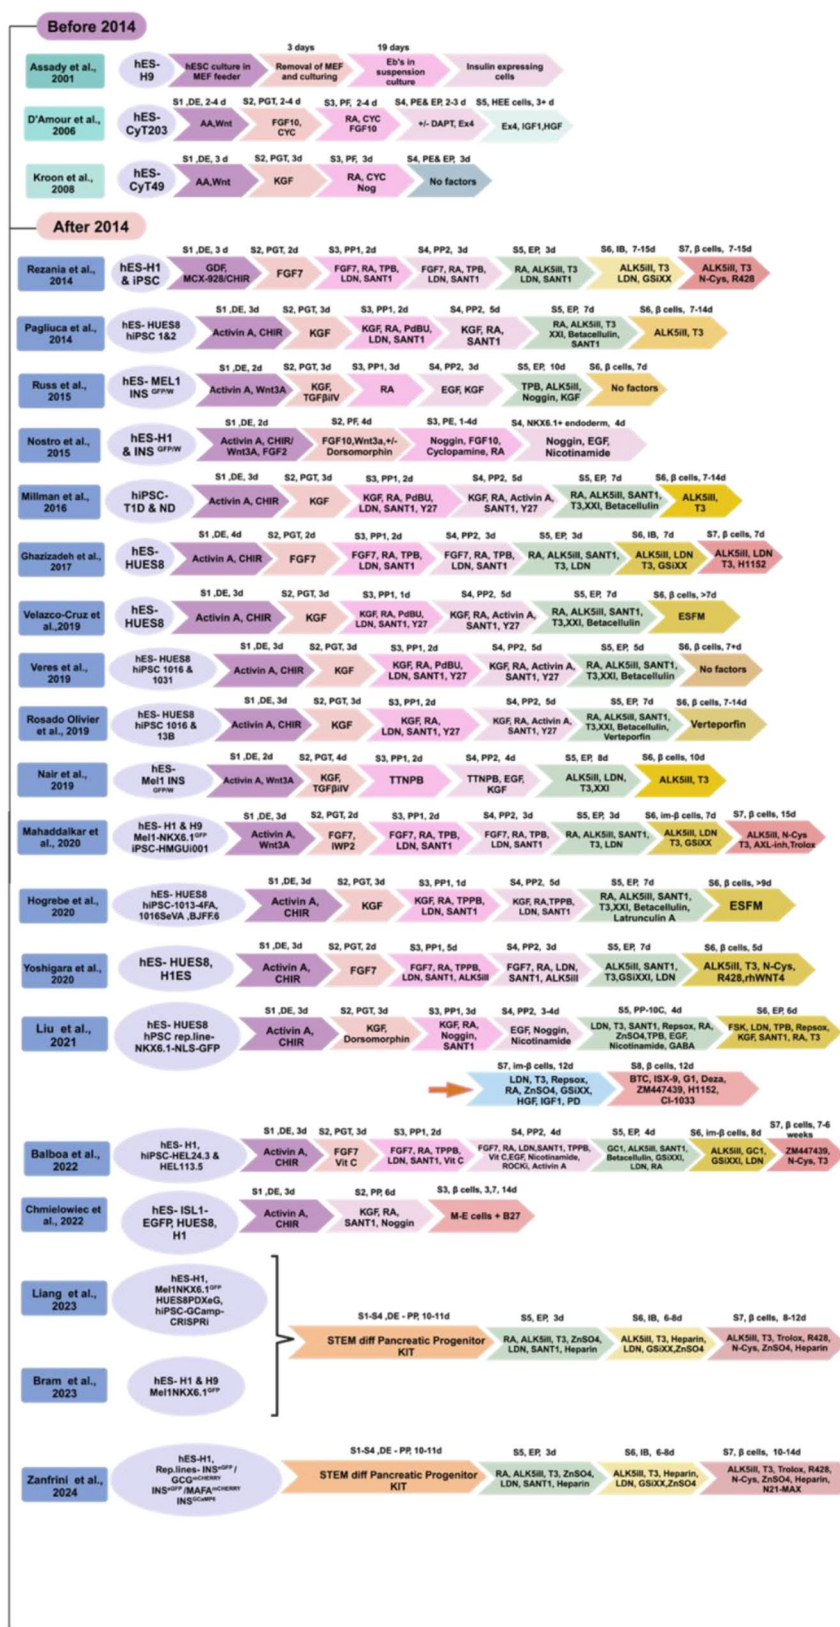 Before 2014
3 days
19 days
Assady et al.,
2001
hES-
H9
hESC culture in
MEF feeder
Removal of MEF
and culturing
Eb's in
suspension
culture
Insulin expressing
cells
S1 ,DE, 2-4 d
S2, PGT, 2-4 d
S3, PF, 2-4 d
S4, PE& EP, 2-3 d
S5, HEE cells, 3+ d
D'Amour et al.,
2006
hES-
CyT203
AA,Wnt
FGF10,
CYC
RA, CYC
FGF10
+/- DAPT, Ex4
Ex4, IGF1,HGF
S1 ,DE, 3 d
S2, PGT, 3d
S3, PF, 3d
S4, PE& EP, 3d
Kroon et al.,
2008
hES-
CyT49
AA,Wnt
KGF
RA, CYC
Nog
No factors
After 2014
S1 ,DE, 3 d
S2, PGT, 2d
S3, PP1, 2d
S4, PP2, 3d
S5, EP, 3d
S6, IB, 7-15d
S7, β cells, 7-15d
Rezania et al.,
2014
hES-H1
& iPSC
GDF,
MCX-928/CHIR
FGF7
FGF7, RA, TPB,
LDN, SANT1
FGF7, RA, TPB,
LDN, SANT1
RA, ALK5iII, T3
LDN, SANT1
ALK5iII, T3
LDN, GSiXX
ALK5iII, T3
N-Cys, R428
S1 ,DE, 3d
S2, PGT, 3d
S3, PP1, 2d
S4, PP2, 5d
S5, EP, 7d
S6, β cells, 7-14d
Pagliuca et al.,
2014
hES- HUES8
hiPSC 1&2
Activin A, CHIR
KGF
KGF, RA, PdBU,
LDN, SANT1
KGF, RA,
SANT1
RA, ALK5iII, T3
XXI, Betacellulin,
SANT1
ALK5iII, T3
S1 ,DE, 2d
S2, PGT, 3d
S3, PP1, 3d
S4, PP2, 3d
S5, EP, 10d
S6, β cells, 7d
Russ et al.,
2015
hES- MEL1
INS GFP/W
Activin A, Wnt3A
KGF,
TGFβiIV
RA
EGF, KGF
TPB, ALK5iII,
Noggin, KGF
No factors
S1 ,DE, 2d
S2, PF, 4d
S3, PE, 1-4d
S4, NKX6.1+ endoderm, 4d
Nostro et al.,
2015
hES-H1
& INS GFP/W
Activin A, CHIR/
Wnt3A, FGF2
FGF10,Wnt3a,+/-
Dorsomorphin
Noggin, FGF10,
Cyclopamine, RA
Noggin, EGF,
Nicotinamide
S1 ,DE, 3d
S2, PGT, 3d
S3, PP1, 2d
S4, PP2, 5d
S5, EP, 7d
S6, β cells, 7-14d
Millman et al.,
2016
hiPSC-
T1D & ND
Activin A, CHIR
KGF
KGF, RA, PdBU,
LDN, SANT1, Y27
KGF, RA, Activin A,
SANT1, Y27
RA, ALK5iII, SANT1,
T3,XXI, Betacellulin
ALK5iII,
T3
S1 ,DE, 4d
S2, PGT, 2d
S3, PP1, 2d
S4, PP2, 3d
S5, EP, 3d
S6, IB, 7d
S7, β cells, 7d
Ghazizadeh et al.,
2017
hES-
HUES8
Activin A, CHIR
FGF7
FGF7, RA, TPB,
LDN, SANT1
FGF7, RA, TPB,
LDN, SANT1
RA, ALK5iII, SANT1,
T3, LDN
ALK5iII, LDN
T3, GSiXX
ALK5iII, LDN
T3, H1152
S1 ,DE, 3d
S2, PGT, 3d
S3, PP1, 1d
S4, PP2, 5d
S5, EP, 7d
S6, β cells, >7d
Velazco-Cruz et
al.,2019
hES-
HUES8
Activin A, CHIR
KGF
KGF, RA, PdBU,
LDN, SANT1, Y27
KGF, RA, Activin A,
SANT1, Y27
RA, ALK5iII, SANT1,
T3,XXI, Betacellulin
ESFM
S1 ,DE, 3d
S2, PGT, 3d
S3, PP1, 2d
S4, PP2, 5d
S5, EP, 5d
S6, β cells, 7+d
Veres et al.,
2019
hES- HUES8
hiPSC 1016 &
1031
Activin A, CHIR
KGF
KGF, RA, PdBU,
LDN, SANT1, Y27
KGF, RA, Activin A,
SANT1, Y27
RA, ALK5iII, SANT1,
T3,XXI, Betacellulin
No factors
S1 ,DE, 3d
S2, PGT, 3d
S3, PP1, 2d
S4, PP2, 5d
S5, EP, 7d
S6, β cells, 7-14d
Rosado Olivier
et al., 2019
hES- HUES8
hiPSC 1016 &
13B
Activin A, CHIR
KGF
KGF, RA,
LDN, SANT1, Y27
KGF, RA, Activin A,
SANT1, Y27
RA, ALK5iII, SANT1,
T3,XXI, Betacellulin,
Verteporfin
Verteporfin
S1 ,DE, 2d
S2, PGT, 4d
S3, PP1, 2d
S4, PP2, 4d
S5, EP, 8d
S6, β cells, 10d
Nair et al.,
2019
hES-
Mel1 INS
GFP/W
Activin A, Wnt3A
KGF,
TGFβiIV
TTNPB
TTNPB, EGF,
KGF
ALK5iII, LDN,
T3,XXI
ALK5iII, T3
S1 ,DE, 3d
S2, PGT, 2d
S3, PP1, 2d
S4, PP2, 3d
S5, EP, 3d
S6, im-β cells, 7d
S7, β cells, 15d
Mahaddalkar et
al., 2020
hES- H1 & H9
Mel1-NKX6.1GFP
iPSC-HMGUi001
Activin A,
Wnt3A
FGF7,
IWP2
FGF7, RA, TPB,
LDN, SANT1
FGF7, RA, TPB,
LDN, SANT1
RA, ALK5iII, SANT1,
T3, LDN
ALK5iII, LDN
T3, GSiXX
ALK5iII, N-Cys
T3, AXL-inh,Trolox
S1 ,DE, 3d
S2, PGT, 3d
S3, PP1, 1d
S4, PP2, 5d
S5, EP, 7d
S6, β cells, >9d
Hogrebe et al.,
2020
hES- HUES8
hiPSC-1013-4FA,
1016SeVA ,BJFF.6
Activin A,
CHIR
KGF
KGF, RA, TPPB,
LDN, SANT1
KGF, RA,TPPB,
LDN, SANT1
RA, ALK5iII, SANT1,
T3,XXI, Betacellulin,
Latrunculin A
ESFM
S1 ,DE, 3d
S2, PGT, 2d
S3, PP1, 5d
S4, PP2, 3d
S5, EP, 7d
S6, β cells, 5d
Yoshigara et al.,
2020
hES- HUES8,
H1ES
Activin A,
CHIR
FGF7
FGF7, RA, TPPB,
LDN, SANT1, ALK5iII
FGF7, RA, LDN,
SANT1, ALK5iII
ALK5iII, SANT1,
T3,GSiXXI, LDN
ALK5iII, T3, N-Cys,
R428,rhWNT4
S1 ,DE, 3d
S2, PGT, 3d
S3, PP1, 3d
S4, PP2, 3-4d
S5, PP-10C, 4d
S6, EP, 6d
Liu et al.,
2021
hES- HUES8
hPSC rep.line-
NKX6.1-NLS-GFP
Activin A,
CHIR
KGF,
Dorsomorphin
KGF, RA,
Noggin,
SANT1
EGF, Noggin,
Nicotinamide
LDN, T3, SANT1, Repsox, RA,
ZnSO4,TPB, EGF,
Nicotinamide, GABA
FSK, LDN, TPB, Repsox,
KGF, SANT1, RA, T3
S7, im-β cells, 12d
S8, β cells, 12d
LDN, T3, Repsox,
RA, ZnSO4, GSiXX,
HGF, IGF1, PD
BTC, ISX-9, G1, Deza,
ZM447439, H1152,
CI-1033
S1 ,DE, 3d
S2, PGT, 3d
S3, PP1, 2d
S4, PP2, 4d
S5, EP, 4d
S6, im-β cells, 8d
S7, β cells, 7-6
weeks
Balboa et al.,
2022
hES- H1,
hiPSC-HEL24.3 &
HEL113.5
Activin A,
CHIR
FGF7
Vit C
FGF7, RA, TPPB,
LDN, SANT1, Vit C
FGF7, RA, LDN,SANT1, TPPB,
Vit C,EGF, Nicotinamide,
ROCKi, Activin A
GC1, ALK5iII, SANT1,
Betacellulin, GSiXXI,
LDN, RA
ALK5iII, GC1,
GSiXXI, LDN
ZM447439,
N-Cys, T3
S1 ,DE, 3d
S2, PP, 6d
S3, β cells, 3,7, 14d
Chmielowiec et
al., 2022
hES- ISL1-
EGFP, HUES8,
H1
Activin A,
CHIR
KGF, RA,
SANT1, Noggin
M-E cells + B27
Liang et al.,
2023
hES-H1,
Mel1NKX6.1GFP
HUES8PDXeG,
hiPSC-GCamp-
CRISPRi
S1-S4 ,DE - PP, 10-11d
S5, EP, 3d
S6, IB, 6-8d
S7, β cells, 8-12d
STEM diff Pancreatic Progenitor
KIT
RA, ALK5iII, T3, ZnSO4,
LDN, SANT1, Heparin
ALK5iII, T3, Heparin,
LDN, GSiXX,ZnSO4
ALK5iII, T3, Trolox, R428,
N-Cys, ZnSO4, Heparin
Bram et al.,
2023
hES- H1 & H9
Mel1NKX6.1GFP
S1-S4 ,DE - PP, 10-11d
S5, EP, 3d
S6, IB, 6-8d
S7, β cells, 10-14d
Zanfrini et al.,
2024
hES-H1,
Rep.lines- INSeGFP /
GCGmCHERRY
INSeGFP /MAFAmCHERRY
INSGCaMP6
STEM diff Pancreatic Progenitor
KIT
RA, ALK5iII, T3, ZnSO4,
LDN, SANT1, Heparin
ALK5iII, T3, Heparin,
LDN, GSiXX,ZnSO4
ALK5iII, T3, Trolox, R428,
N-Cys, ZnSO4, Heparin,
N21-MAX